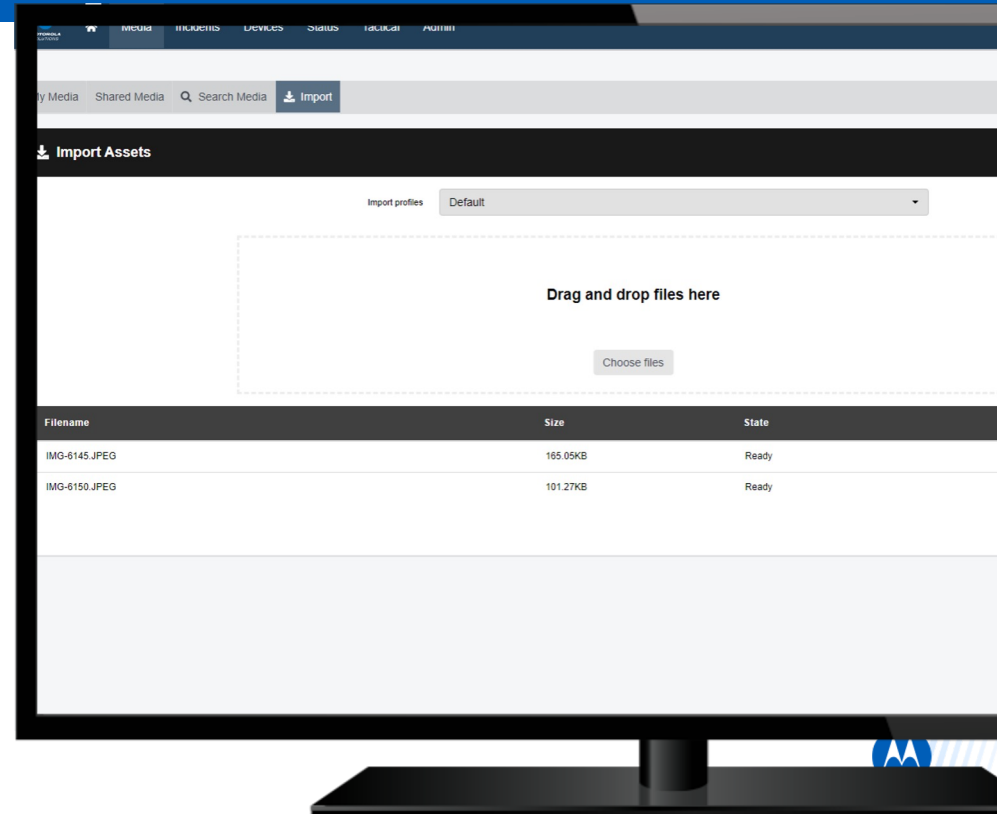 Media Incidents Devices Status Tactical Admin
My Media Shared Media Search Media Import
Import Assets
Import profiles Default
Drag and drop files here
Choose files
Filename Size State
IMG-6145.JPEG 165.05KB Ready
IMG-6150.JPEG 101.27KB Ready